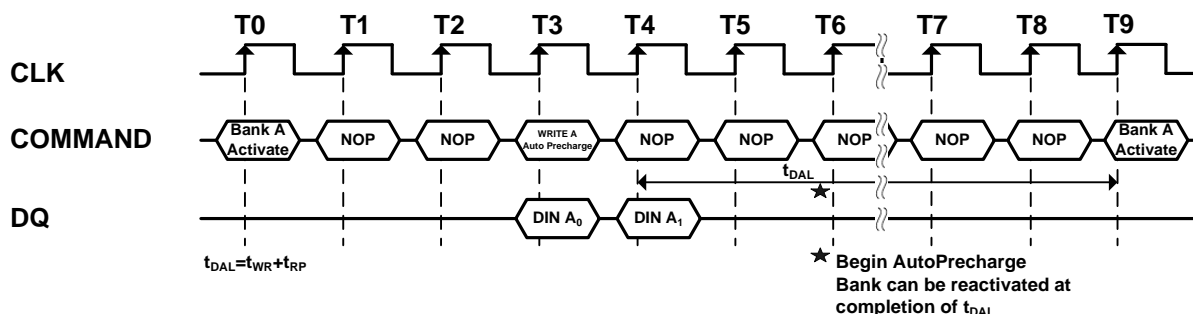 T0 T1 T2 T3 T4 T5 T6 T7 T8 T9
CLK
COMMAND
Bank A
Activate
NOP
NOP
WRITE A
Auto Precharge
NOP
NOP
NOP
NOP
NOP
Bank A
Activate
tDAL
DQ
DIN A0
DIN A1
tDAL=tWR+tRP
Begin AutoPrecharge
Bank can be reactivated at
completion of tDAL